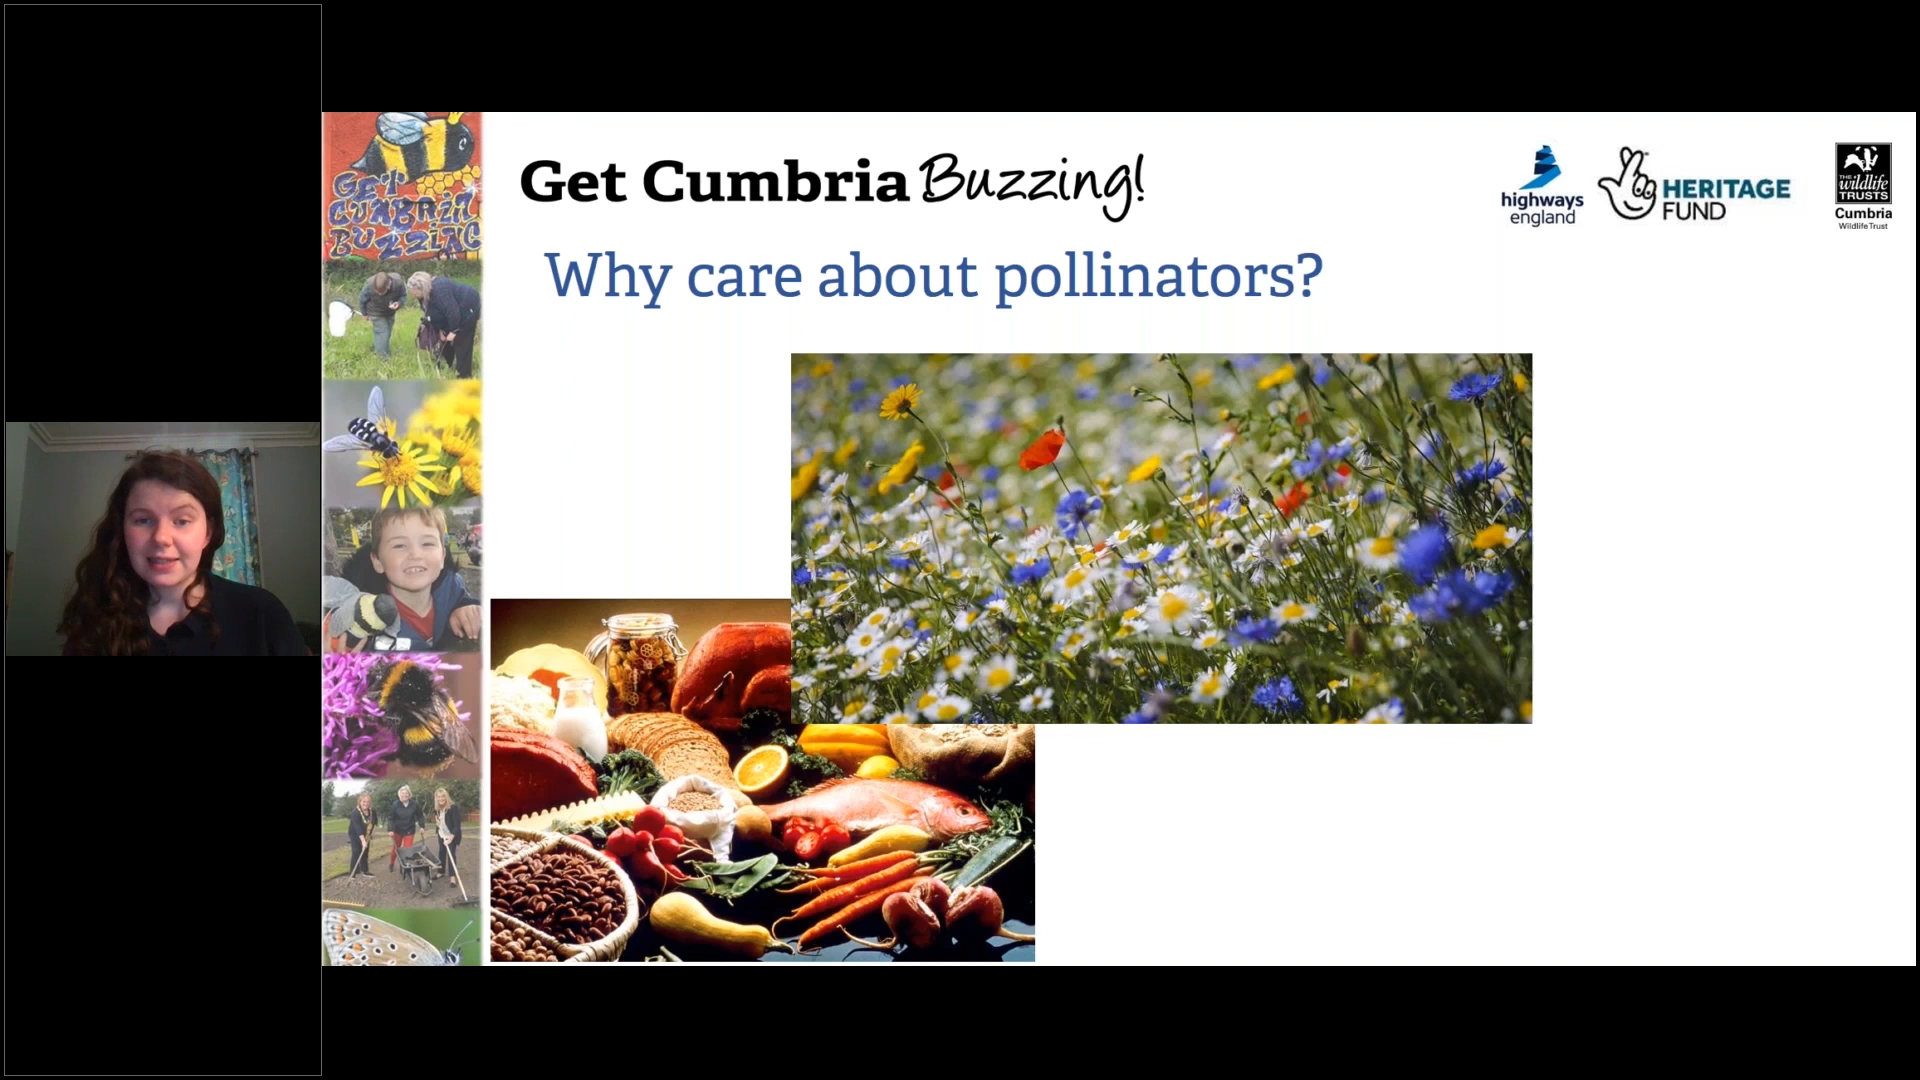 GET
CUMBRIA
BUZZING
Get Cumbria Buzzing!
Why care about pollinators?
highways
england
HERITAGE
FUND
THE
wildlife
TRUSTS
Cumbria
Wildlife Trust